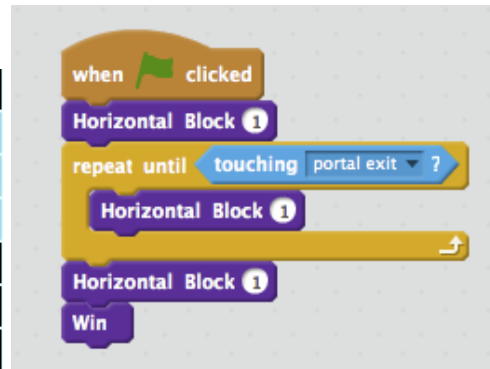 when clicked
Horizontal Block 1
repeat until touching portal exit ?
Horizontal Block 1
Horizontal Block 1
Win